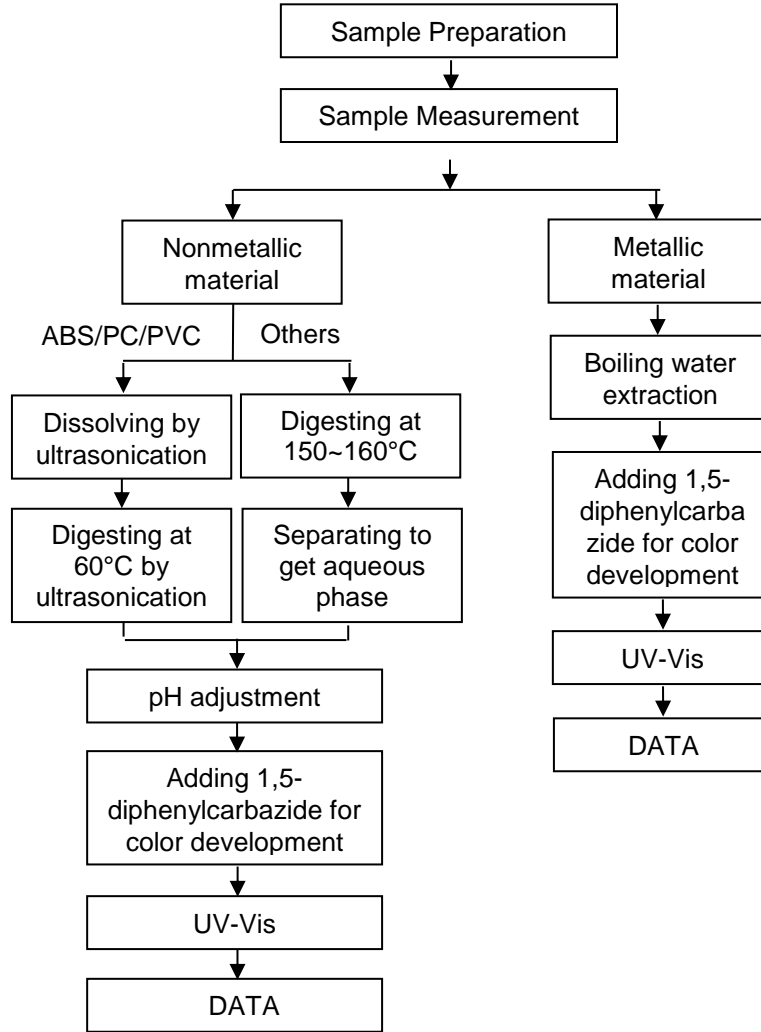 Sample Preparation
Sample Measurement
Nonmetallic
material
Metallic
material
ABS/PC/PVC
Others
Boiling water
extraction
Dissolving by
ultrasonication
Digesting at
150~160°C
Adding 1,5-
diphenylcarba
zide for color
development
Digesting at
60°C by
ultrasonication
Separating to
get aqueous
phase
UV-Vis
pH adjustment
DATA
Adding 1,5-
diphenylcarbazide for
color development
UV-Vis
DATA